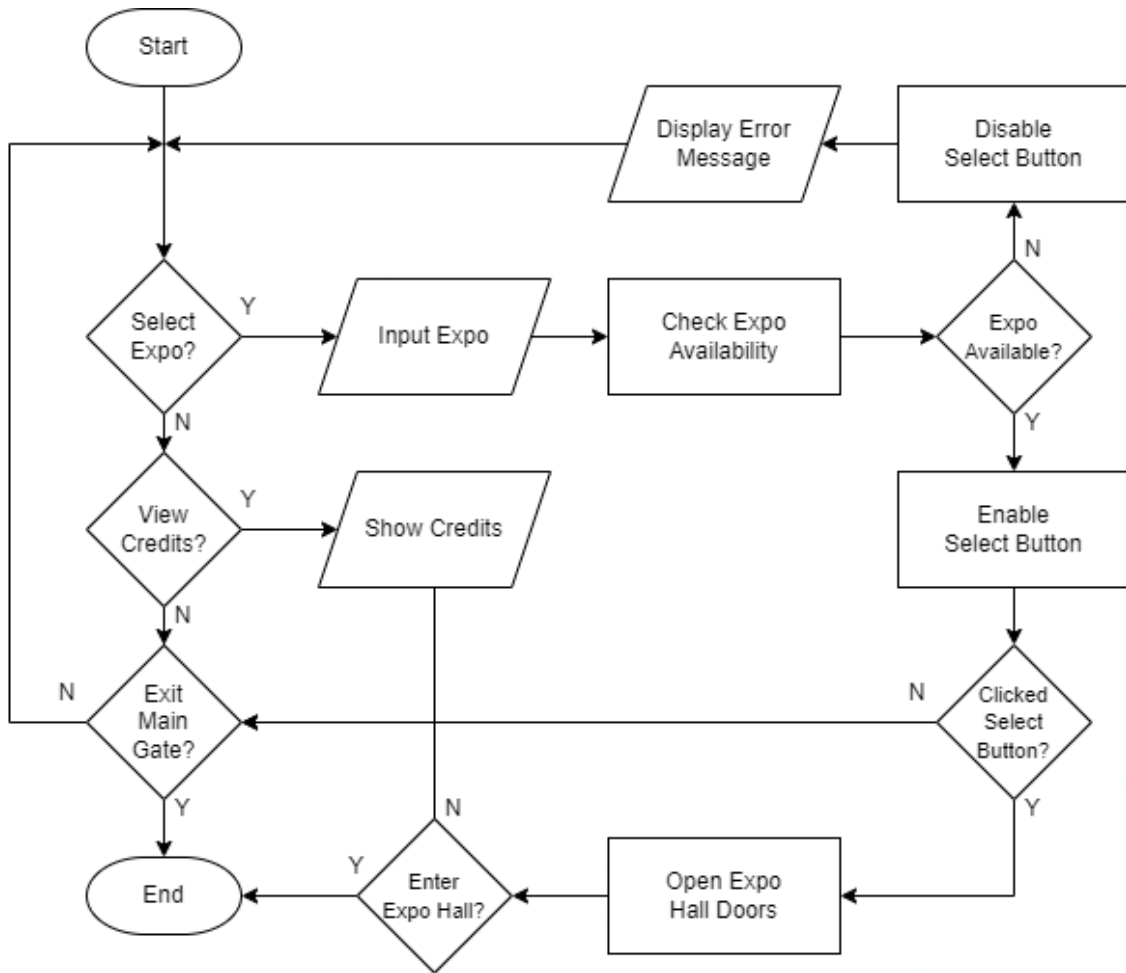 Start
Display Error
Message
Disable
Select Button
N
Select
Expo?
Y
Input Expo
Check Expo
Availability
Expo
Available?
N
Y
View
Credits?
Y
Show Credits
Enable
Select Button
N
N
Exit
Main
Gate?
N
Clicked
Select
Button?
Y
N
Y
End
Y
Enter
Expo Hall?
Open Expo
Hall Doors